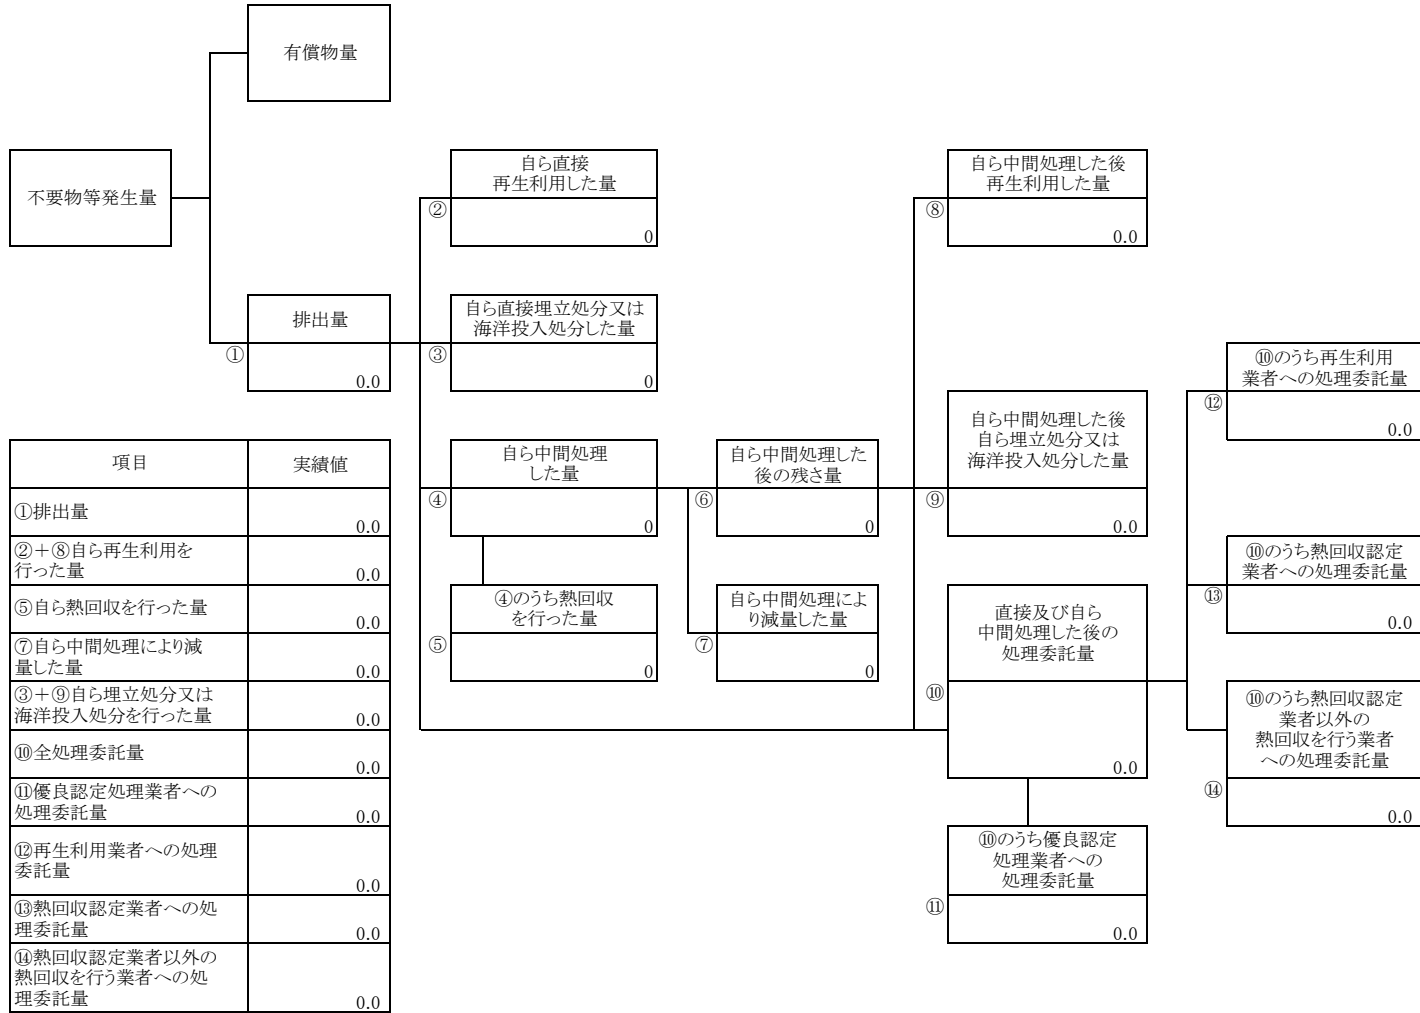 有償物量
不要物等発生量
自ら直接
再生利用した量
②
0
自ら中間処理した後
再生利用した量
⑧
0.0
排出量
①
0.0
自ら直接埋立処分又は
海洋投入処分した量
③
0
⑩のうち再生利用
業者への処理委託量
⑫
0.0
自ら中間処理
した量
④
0
自ら中間処理した
後の残さ量
⑥
0
自ら中間処理した後
自ら埋立処分又は
海洋投入処分した量
⑨
0.0
⑩のうち熱回収認定
業者への処理委託量
⑬
0.0
④のうち熱回収
を行った量
⑤
0
自ら中間処理によ
り減量した量
⑦
0
直接及び自ら
中間処理した後の
処理委託量
⑩
0.0
⑩のうち熱回収認定
業者以外の
熱回収を行う業者
への処理委託量
⑭
0.0
⑩のうち優良認定
処理業者への
処理委託量
⑪
0.0
項目 実績値
①排出量
0.0
②＋⑧自ら再生利用を
行った量
0.0
⑤自ら熱回収を行った量
0.0
⑦自ら中間処理により減
量した量
0.0
③＋⑨自ら埋立処分又は
海洋投入処分を行った量
0.0
⑩全処理委託量
0.0
⑪優良認定処理業者への
処理委託量
0.0
⑫再生利用業者への処理
委託量
0.0
⑬熱回収認定業者への処
理委託量
0.0
⑭熱回収認定業者以外の
熱回収を行う業者への処
理委託量
0.0